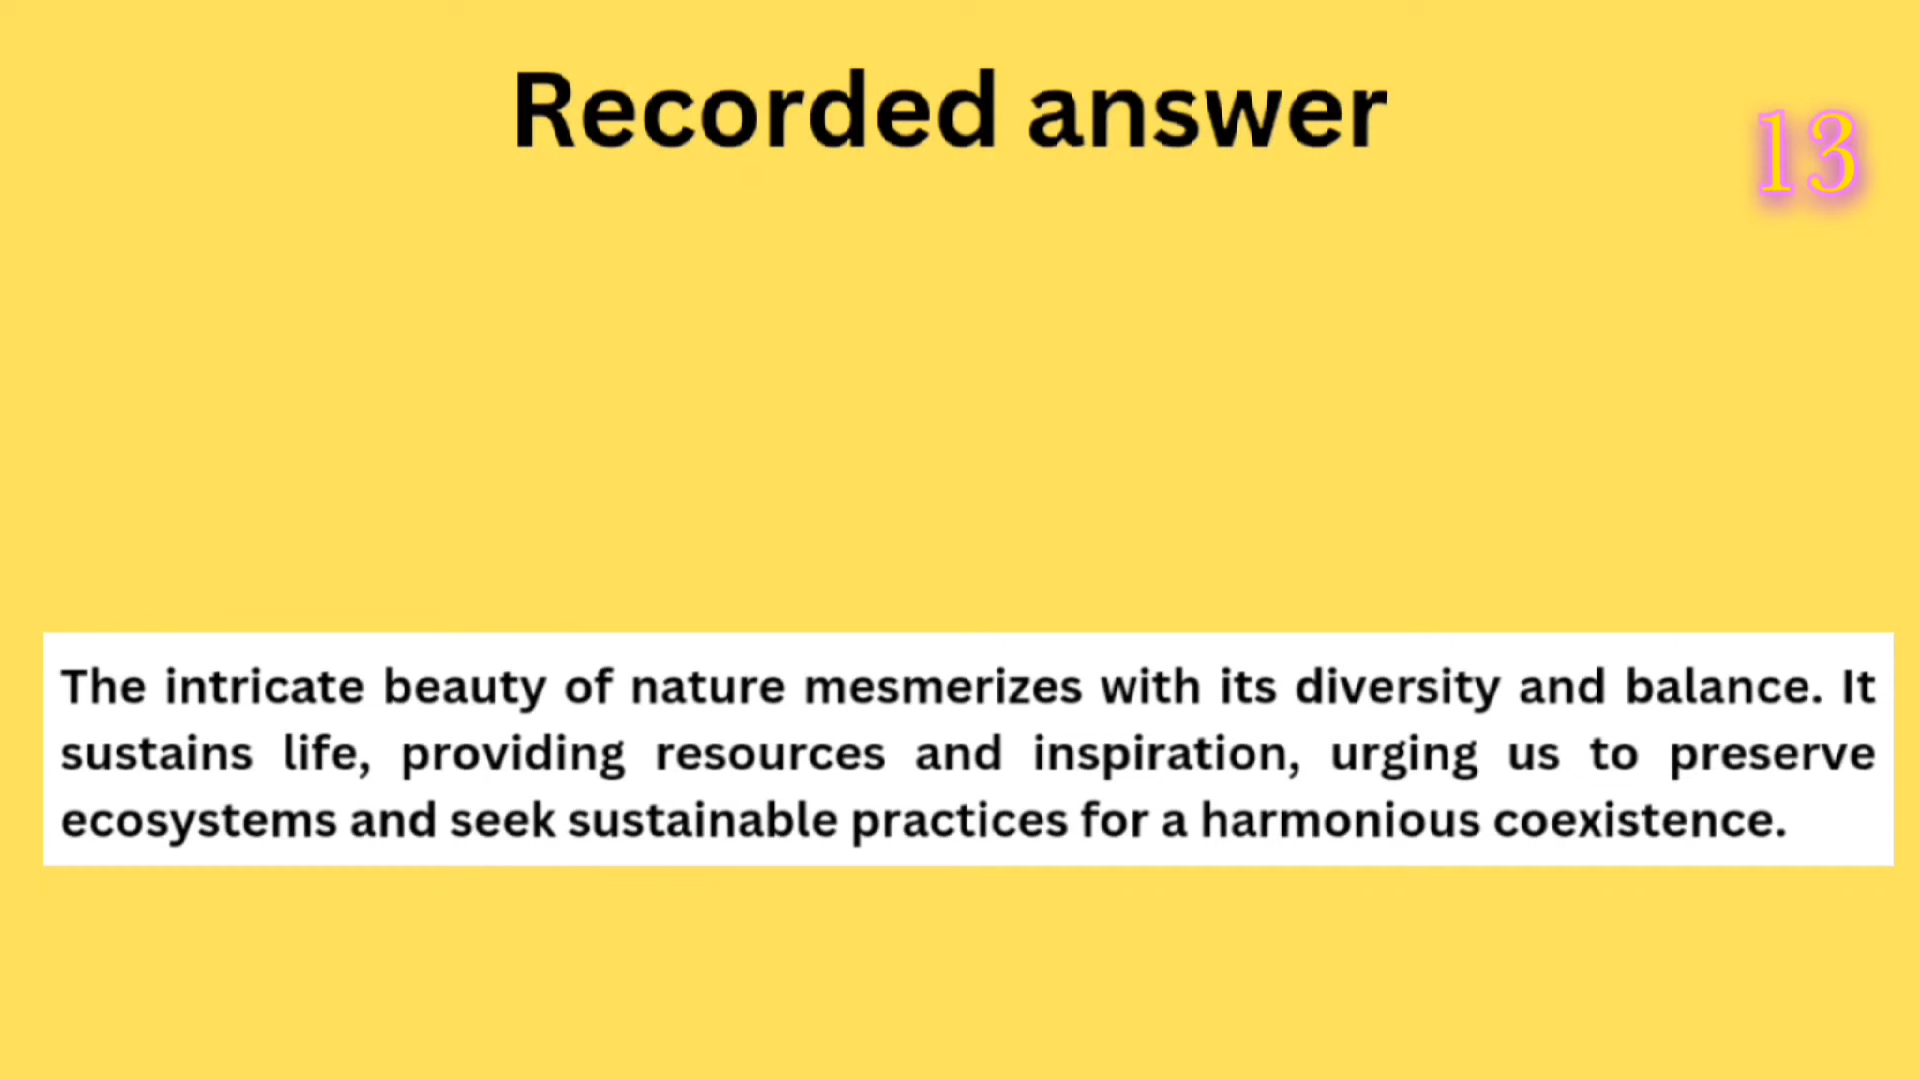 Recorded answer
13
The intricate beauty of nature mesmerizes with its diversity and balance. It
sustains life, providing resources and inspiration, urging us to preserve
ecosystems and seek sustainable practices for a harmonious coexistence.